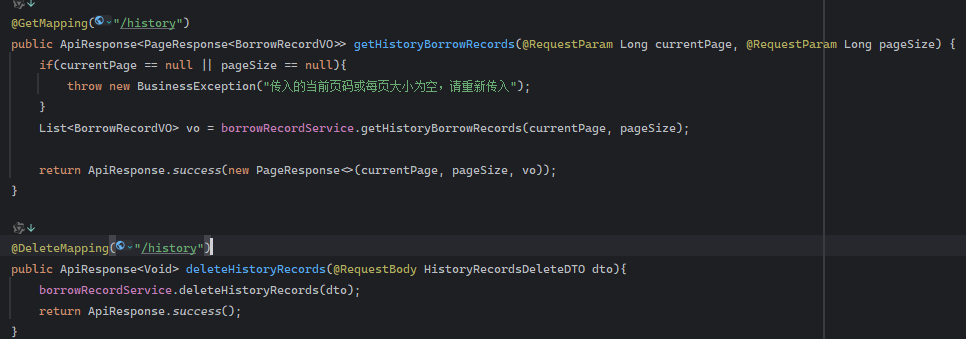 @GetMapping("/history")
public ApiResponse<PageResponse<BorrowRecordVO>> getHistoryBorrowRecords(@RequestParam Long currentPage, @RequestParam Long pageSize) {
    if(currentPage == null || pageSize == null){
        throw new BusinessException("传入的当前页码或每页大小为空，请重新传入");
    }
    List<BorrowRecordVO> vo = borrowRecordService.getHistoryBorrowRecords(currentPage, pageSize);
    return ApiResponse.success(new PageResponse<>(currentPage, pageSize, vo));
}
@DeleteMapping("/history")
public ApiResponse<Void> deleteHistoryRecords(@RequestBody HistoryRecordsDeleteDTO dto){
    borrowRecordService.deleteHistoryRecords(dto);
    return ApiResponse.success();
}